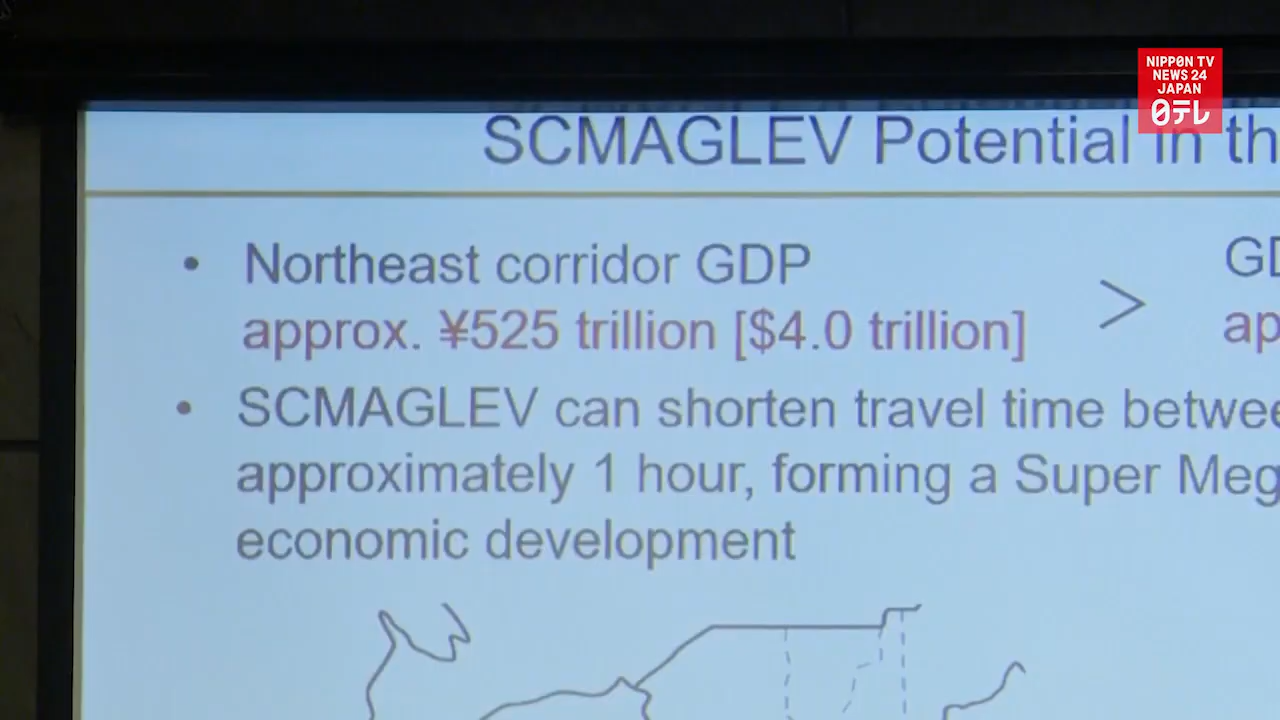 NIPPON TV
NEWS 24
JAPAN
日テレ
SCMAGLEV Potential in th
• Northeast corridor GDP
approx. ¥525 trillion [$4.0 trillion]
>
GD
ap
• SCMAGLEV can shorten travel time betwee
approximately 1 hour, forming a Super Meg
economic development